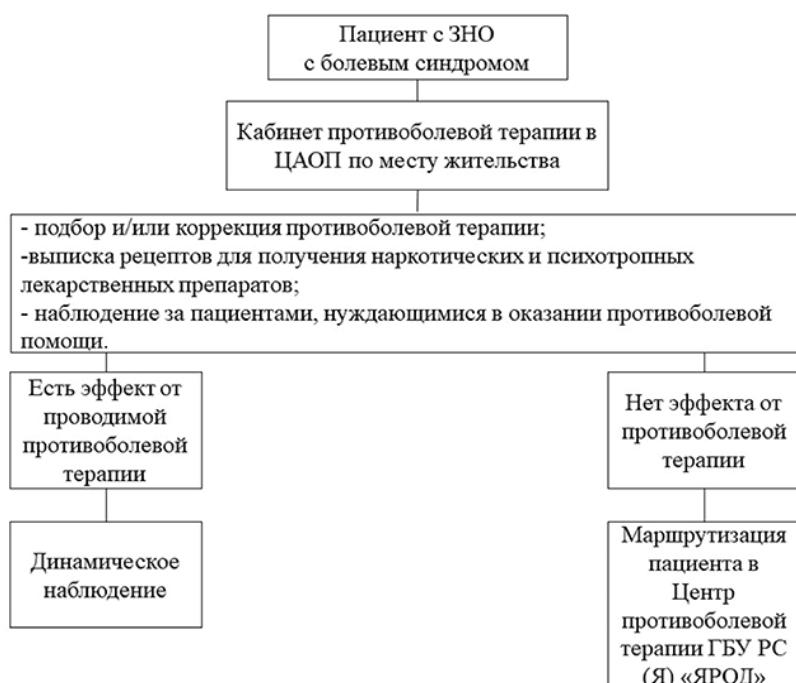 Пациент с ЗНО
с болевым синдромом
Кабинет противоболевой терапии в
ЦАОП по месту жительства
- подбор и/или коррекция противоболевой терапии;
-выписка рецептов для получения наркотических и психотропных
лекарственных препаратов;
- наблюдение за пациентами, нуждающимися в оказании противоболевой
помощи.
Есть эффект от
проводимой
противоболевой
терапии
Нет эффекта от
противоболевой
терапии
Динамическое
наблюдение
Маршрутизация
пациента в
Центр
противоболевой
терапии ГБУ РС
(Я) «ЯРОД»